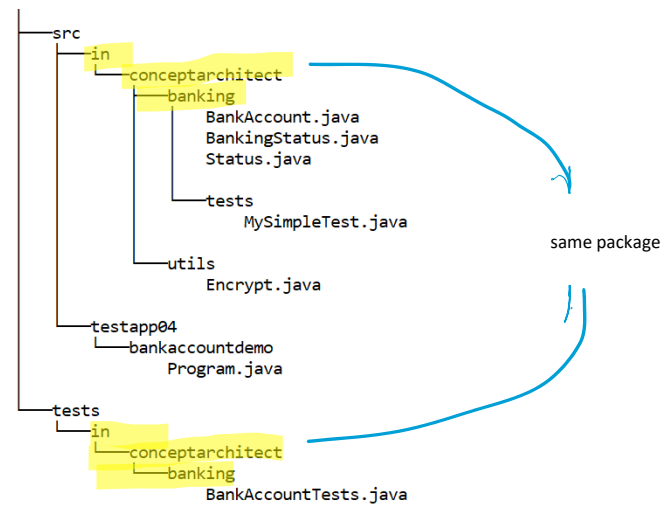 src
in
conceptarchitect
banking
BankAccount.java
BankingStatus.java
Status.java
tests
MySimpleTest.java
utils
Encrypt.java
testapp04
bankaccountdemo
Program.java
tests
in
conceptarchitect
banking
BankAccountTests.java
same package